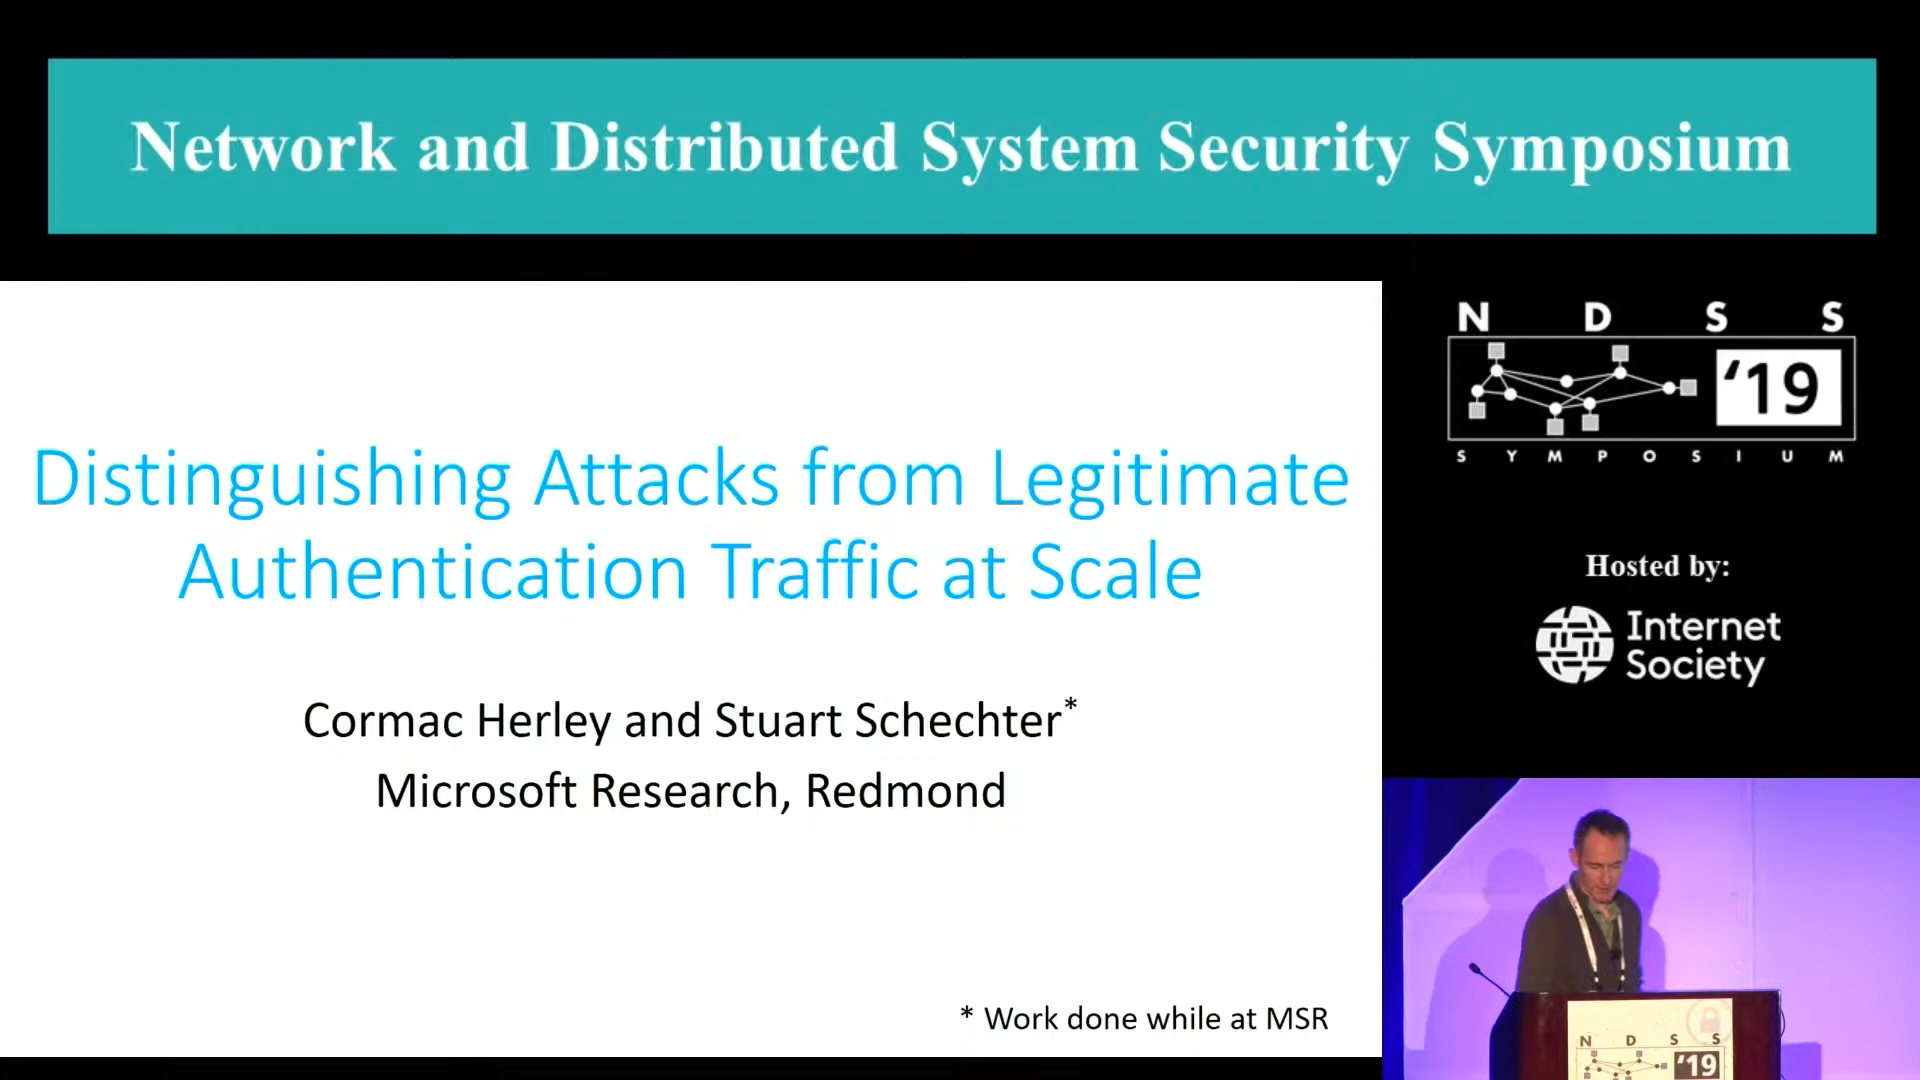 Network and Distributed System Security Symposium
N D S S
'19
S Y M P O S I U M
Distinguishing Attacks from Legitimate
Authentication Traffic at Scale
Cormac Herley and Stuart Schechter*
Microsoft Research, Redmond
* Work done while at MSR
Hosted by:
Internet
Society
N D S S
'19